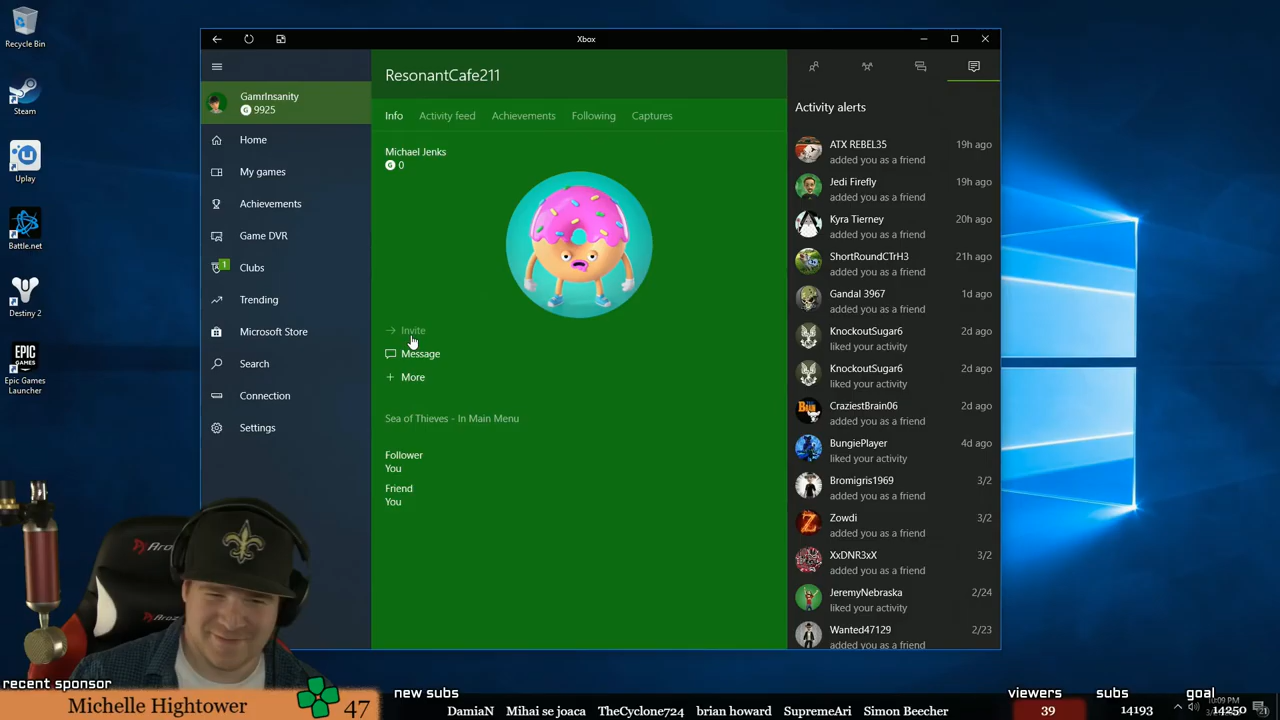 Recycle Bin
Steam
Uplay
Battle.net
Destiny 2
Epic Games
Launcher
Xbox
GamrInsanity
G 9925
Home
My games
Achievements
Game DVR
1
Clubs
Trending
Microsoft Store
Search
Connection
Settings
ResonantCafe211
Info Activity feed Achievements Following Captures
Michael Jenks
G 0
Invite
Message
More
Sea of Thieves - In Main Menu
Follower
You
Friend
You
Activity alerts
ATX REBEL35 19h ago
added you as a friend
Jedi Firefly 19h ago
added you as a friend
Kyra Tierney 20h ago
added you as a friend
ShortRoundCTrH3 21h ago
added you as a friend
Gandal 3967 1d ago
added you as a friend
KnockoutSugar6 2d ago
liked your activity
KnockoutSugar6 2d ago
liked your activity
CraziestBrain06 2d ago
added you as a friend
BungiePlayer 4d ago
liked your activity
Bromigris1969 3/2
added you as a friend
Zowdi 3/2
added you as a friend
XxDNR3xX 3/2
added you as a friend
JeremyNebraska 2/24
liked your activity
Wanted47129 2/23
added you as a friend
recent sponsor
Michelle Hightower 47
new subs
DamiaN Mihai se joaca TheCyclone724 brian howard SupremeAri Simon Beecher
viewers subs goal
39 14193 14250
10:09 PM